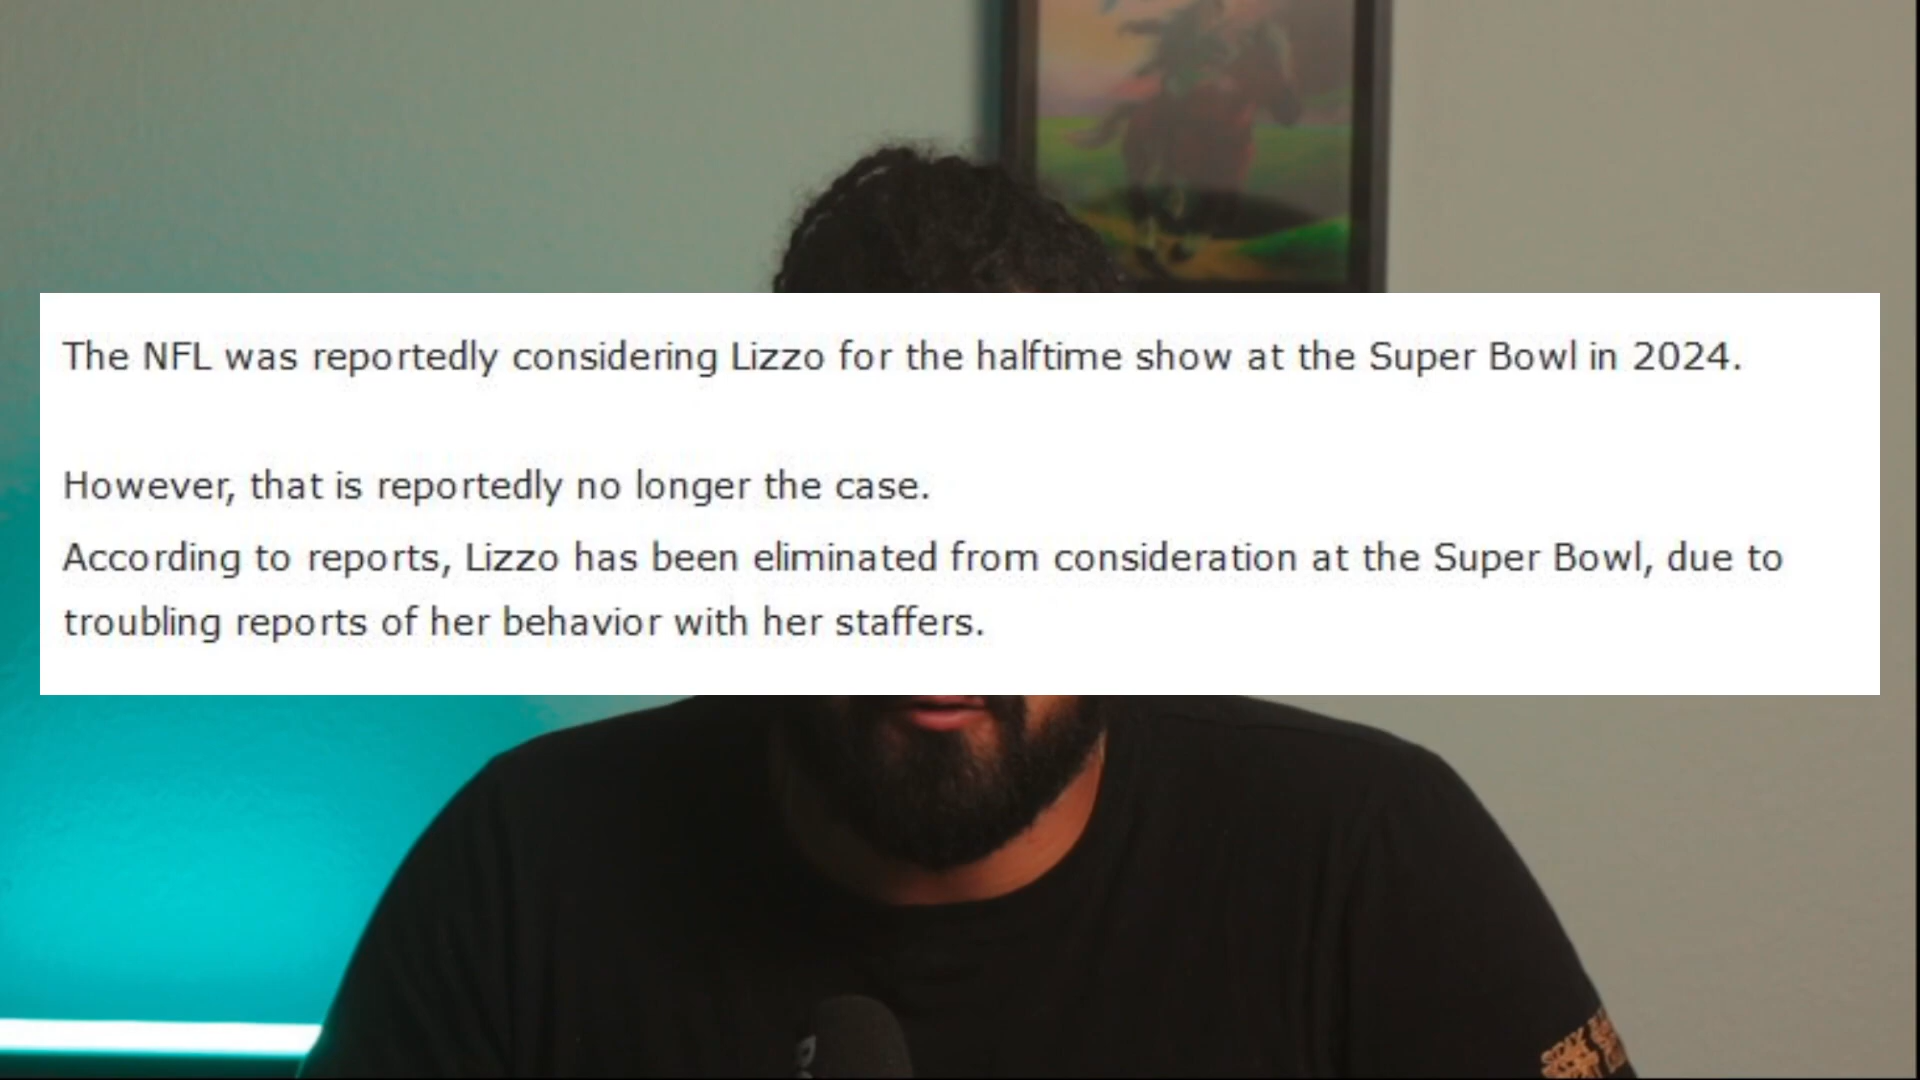 The NFL was reportedly considering Lizzo for the halftime show at the Super Bowl in 2024.
However, that is reportedly no longer the case.
According to reports, Lizzo has been eliminated from consideration at the Super Bowl, due to
troubling reports of her behavior with her staffers.